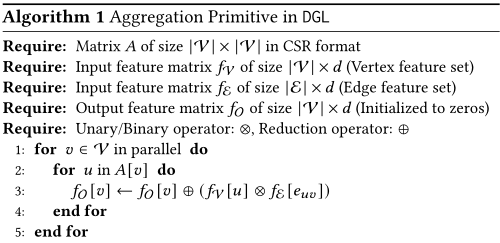 Algorithm 1 Aggregation Primitive in DGL
Require: Matrix A of size |𝒱| × |𝒱| in CSR format
Require: Input feature matrix f_𝒱 of size |𝒱| × d (Vertex feature set)
Require: Input feature matrix f_ℰ of size |ℰ| × d (Edge feature set)
Require: Output feature matrix f_O of size |𝒱| × d (Initialized to zeros)
Require: Unary/Binary operator: ⊗, Reduction operator: ⊕
1: for v ∈ 𝒱 in parallel do
2: for u in A[v] do
3: f_O[v] ← f_O[v] ⊕ (f_𝒱[u] ⊗ f_ℰ[e_uv])
4: end for
5: end for